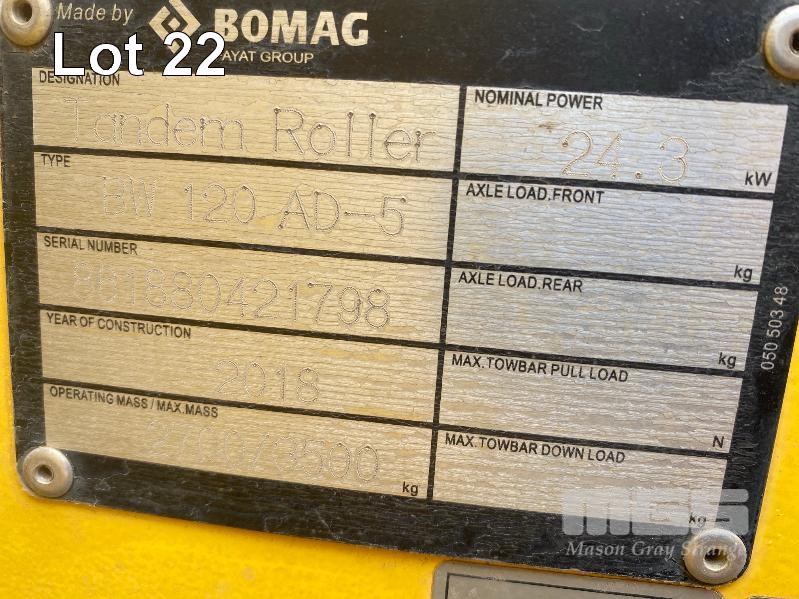 Made by BOMAG
Lot 22
FAYAT GROUP
DESIGNATION
Tandem Roller
NOMINAL POWER
24.3 kW
TYPE
BW 120 AD-5
AXLE LOAD.FRONT
kg
SERIAL NUMBER
AXLE LOAD.REAR
kg
YEAR OF CONSTRUCTION
2018
MAX.TOWBAR PULL LOAD
N
OPERATING MASS / MAX.MASS
kg
MAX.TOWBAR DOWN LOAD
kg
050 503 48
MGS
Mason Gray Strange